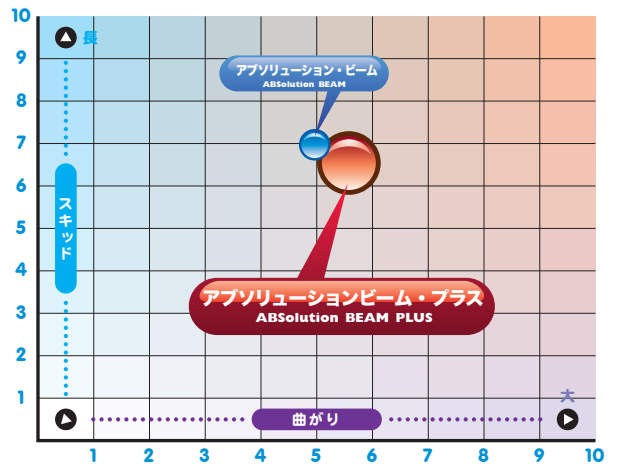 10
長
9
アブソリューション・ビーム
ABSolution BEAM
8
7
6
スキッド
5
4
アブソリューションビーム・プラス
ABSolution BEAM PLUS
3
2
1
大
曲がり
1 2 3 4 5 6 7 8 9 10